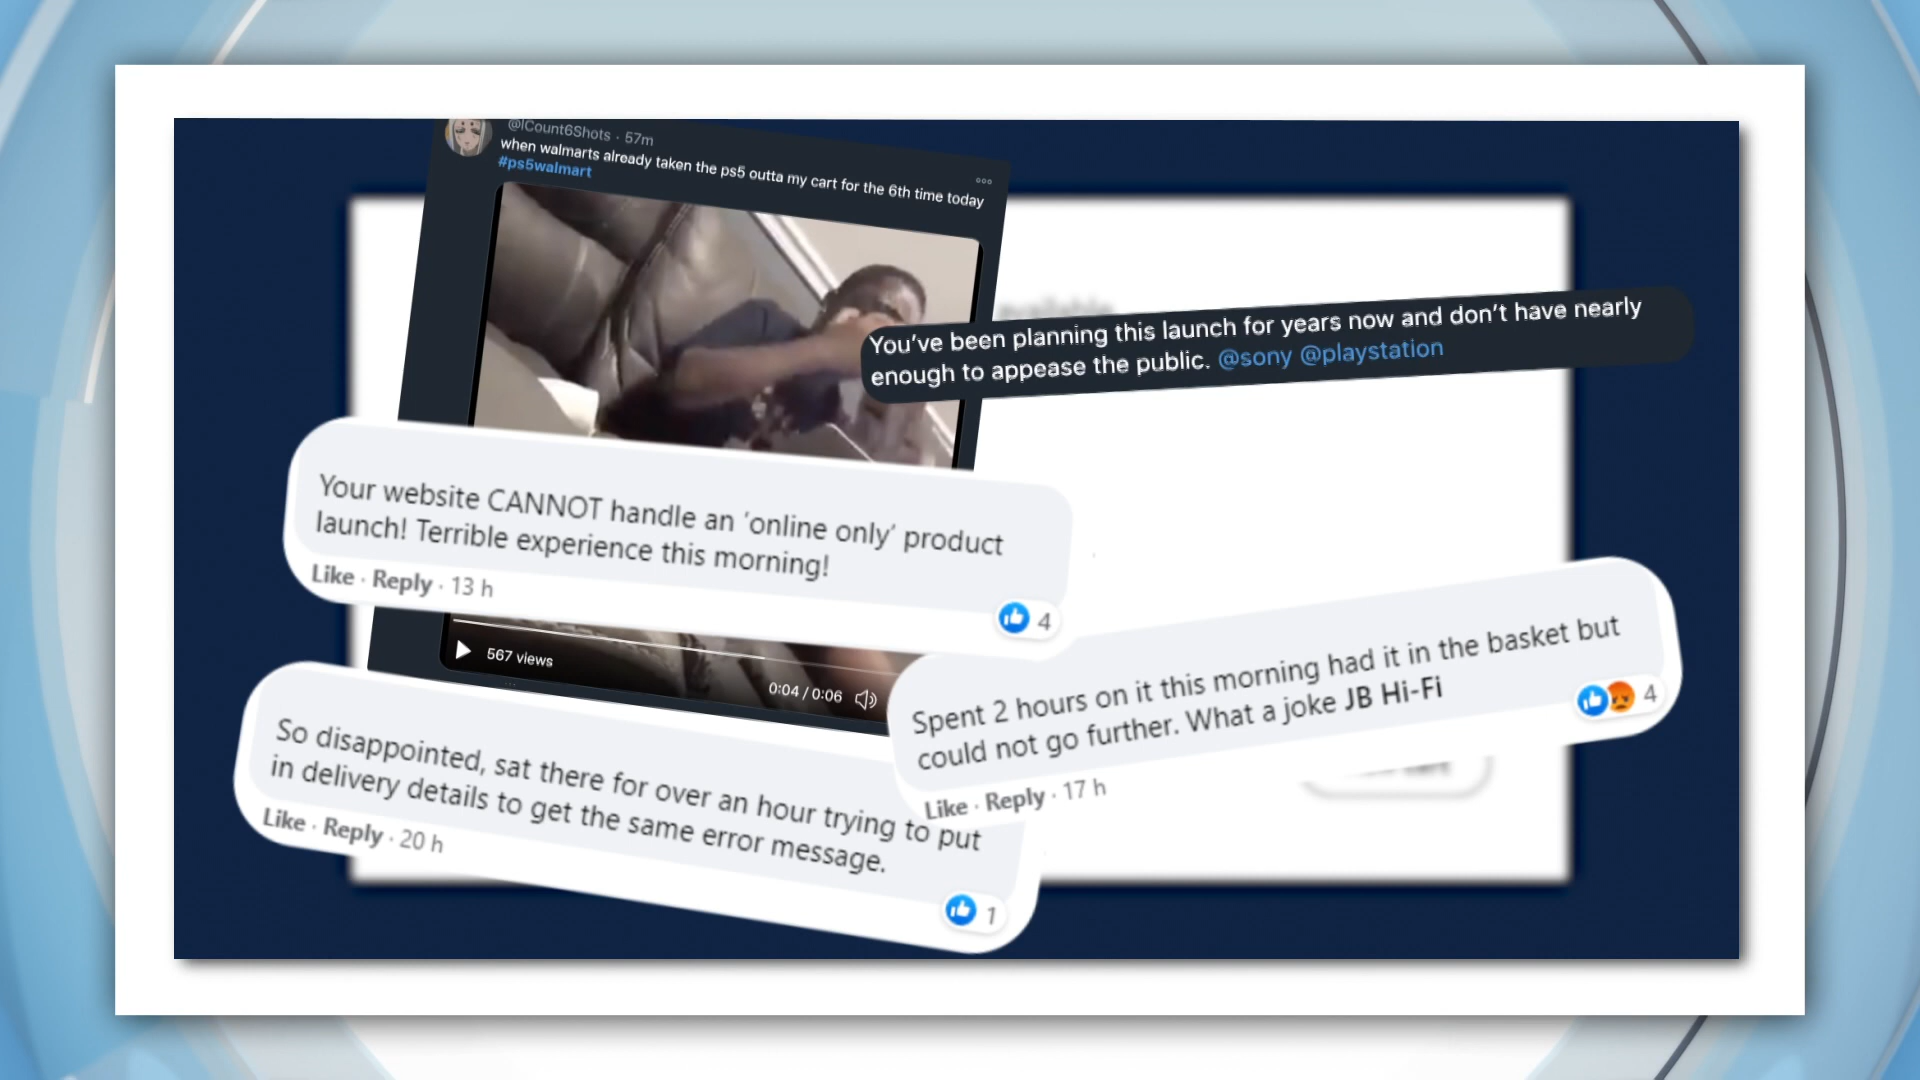 @ICount6Shots · 57m
when walmarts already taken the ps5 outta my cart for the 6th time today
#ps5walmart
You've been planning this launch for years now and don't have nearly
enough to appease the public. @sony @playstation
Your website CANNOT handle an 'online only' product
launch! Terrible experience this morning!
Like · Reply · 13 h
4
567 views
0:04 / 0:06
Spent 2 hours on it this morning had it in the basket but
could not go further. What a joke JB Hi-Fi
4
Like · Reply · 17 h
So disappointed, sat there for over an hour trying to put
in delivery details to get the same error message.
Like · Reply · 20 h
1